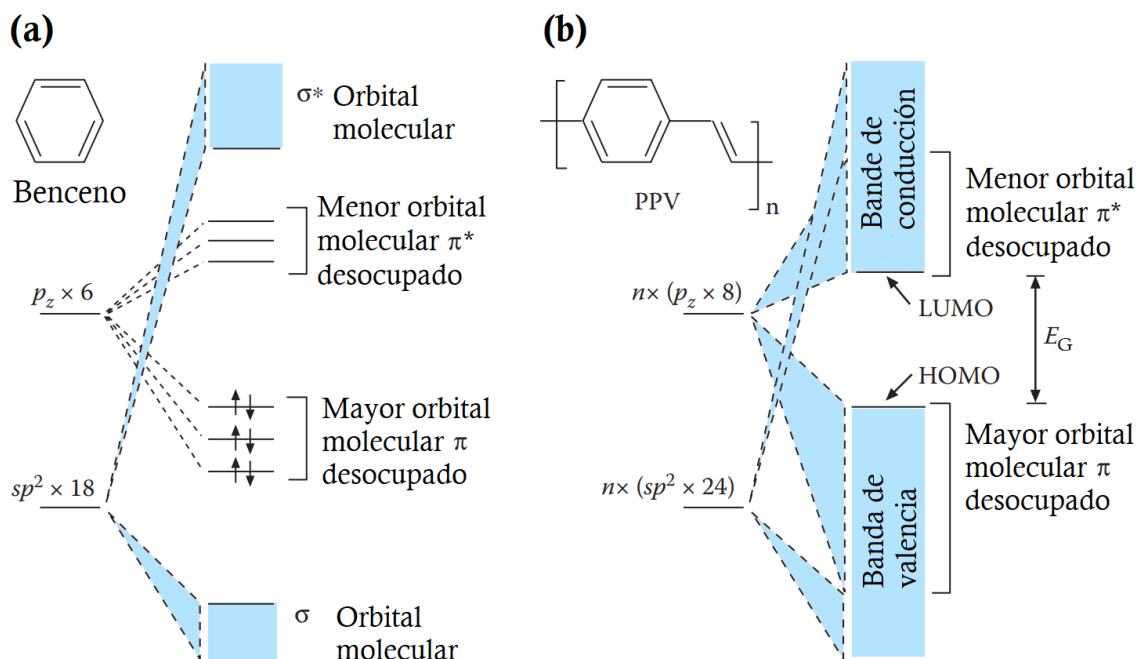 (a)
Benceno
σ* Orbital
molecular
Menor orbital
molecular π*
desocupado
p_z × 6
Mayor orbital
molecular π
desocupado
sp² × 18
σ Orbital
molecular
(b)
PPV
n
Bande de
conducción
Menor orbital
molecular π*
desocupado
n× (p_z × 8)
LUMO
E_G
HOMO
Mayor orbital
molecular π
desocupado
n× (sp² × 24)
Banda de
valencia